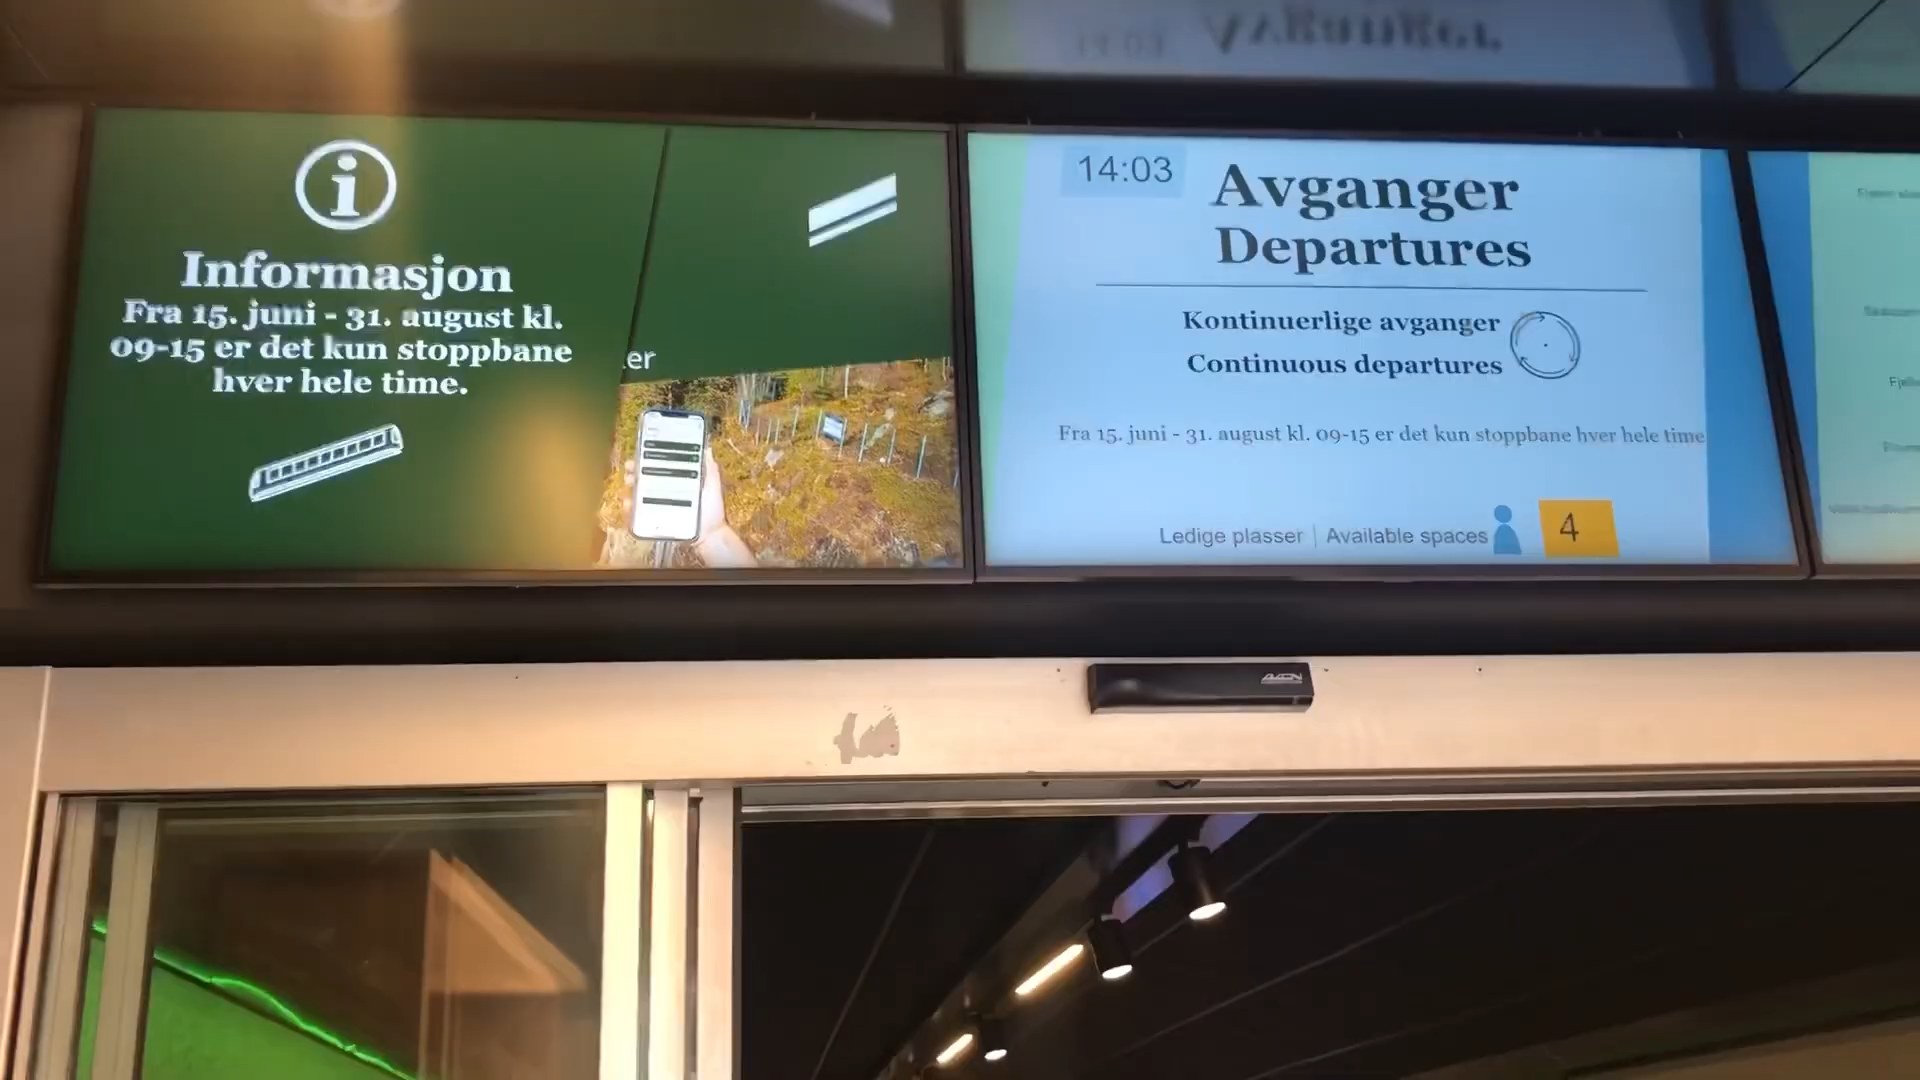 Informasjon
Fra 15. juni - 31. august kl.
09-15 er det kun stoppbane
hver hele time.
er
14:03
Avganger
Departures
Kontinuerlige avganger
Continuous departures
Fra 15. juni - 31. august kl. 09-15 er det kun stoppbane hver hele time
Ledige plasser | Available spaces
4